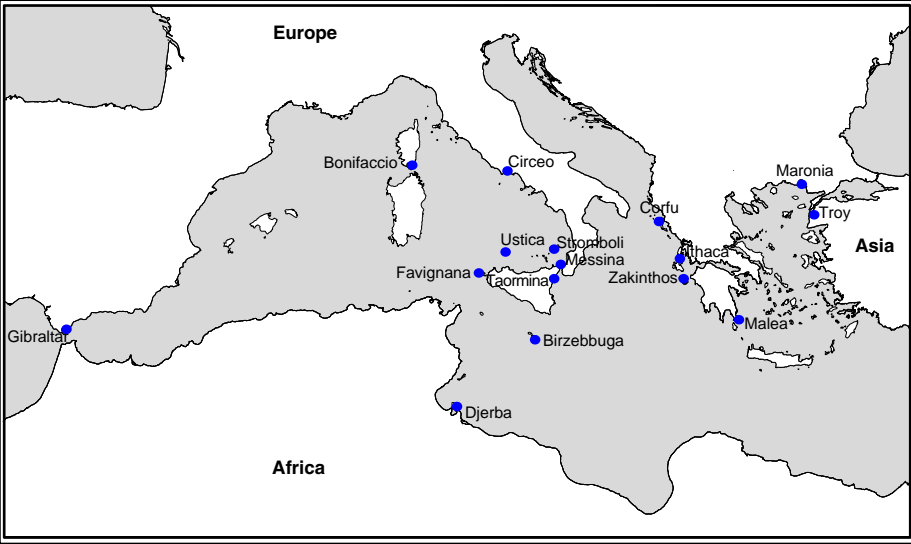 Europe
Bonifaccio
Circeo
Maronia
Corfu
Troy
Ustica
Stromboli
Asia
Ithaca
Messina
Favignana
Taormina
Zakinthos
Malea
Gibraltar
Birzebbuga
Djerba
Africa